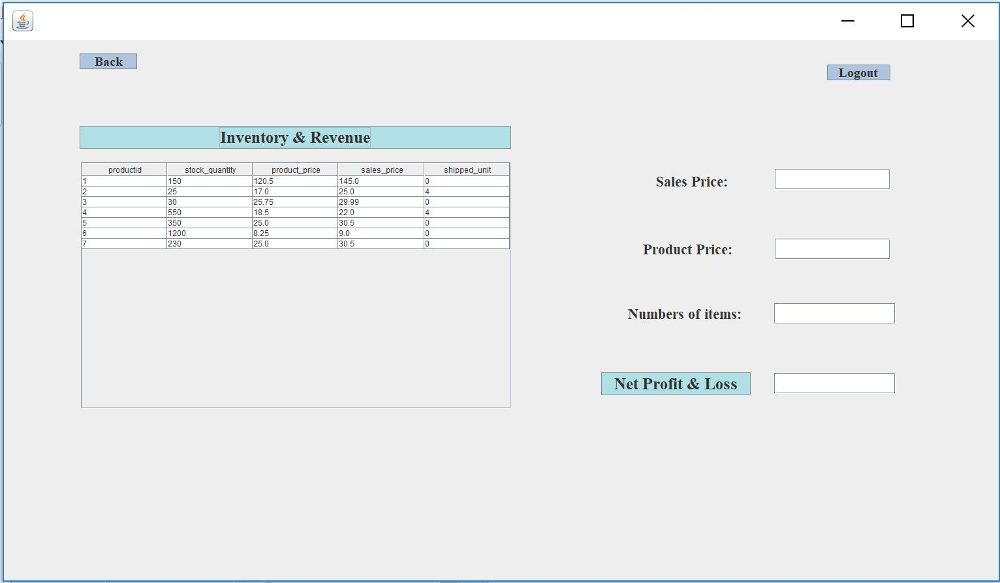 Back
Logout
Inventory & Revenue
productid stock_quantity product_price sales_price shipped_unit
1 150 120.5 145.0 0
2 25 17.0 25.0 4
3 30 25.75 29.99 0
4 550 18.5 22.0 4
5 350 25.0 30.5 0
6 1200 8.25 9.0 0
7 230 25.0 30.5 0
Sales Price:
Product Price:
Numbers of items:
Net Profit & Loss